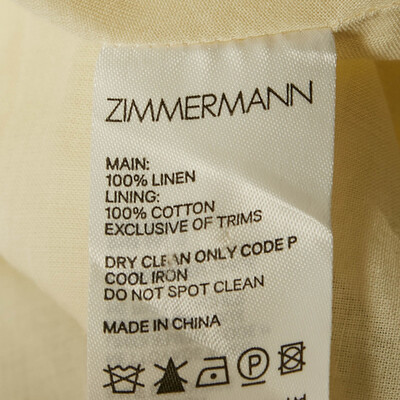 ZIMMERMANN
MAIN:
100% LINEN
LINING:
100% COTTON
EXCLUSIVE OF TRIMS
DRY CLEAN ONLY CODE P
COOL IRON
DO NOT SPOT CLEAN
MADE IN CHINA
P